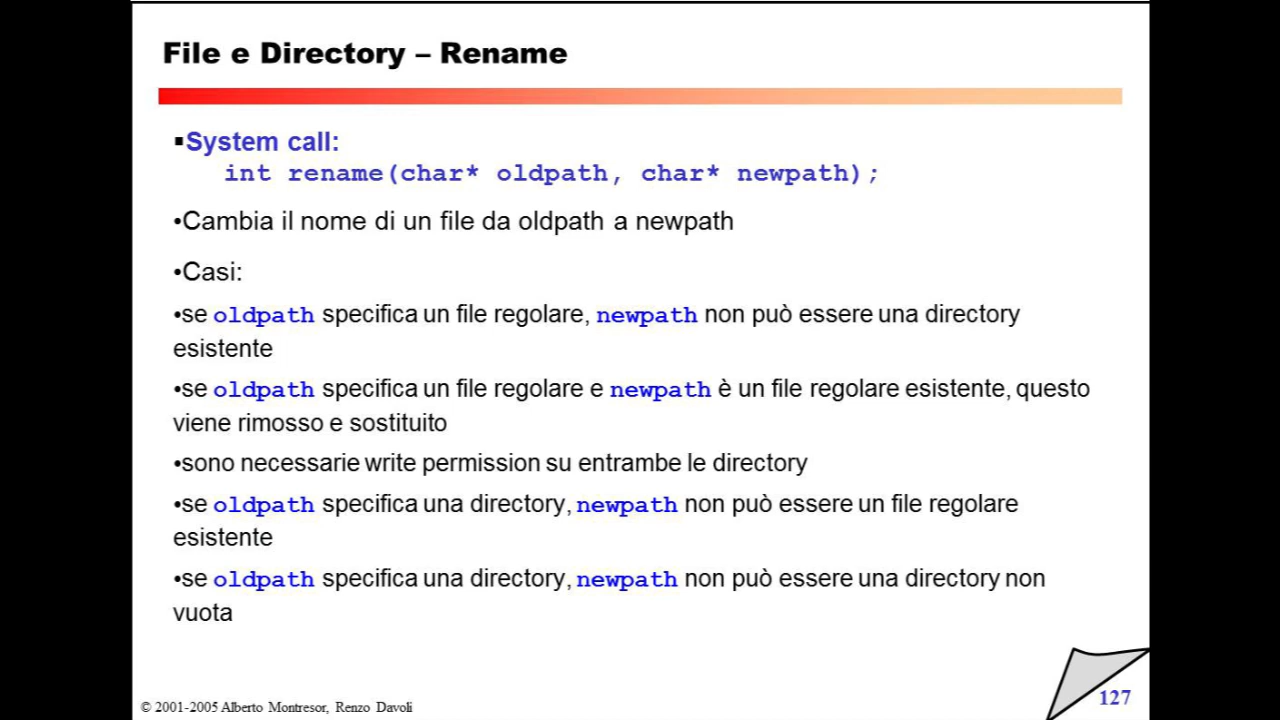 File e Directory – Rename
▪System call:
int rename(char* oldpath, char* newpath);
•Cambia il nome di un file da oldpath a newpath
•Casi:
•se oldpath specifica un file regolare, newpath non può essere una directory
esistente
•se oldpath specifica un file regolare e newpath è un file regolare esistente, questo
viene rimosso e sostituito
•sono necessarie write permission su entrambe le directory
•se oldpath specifica una directory, newpath non può essere un file regolare
esistente
•se oldpath specifica una directory, newpath non può essere una directory non
vuota
© 2001-2005 Alberto Montresor, Renzo Davoli
127